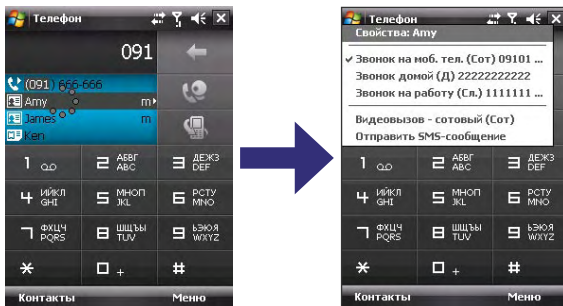 Телефон
091
(091) 666-666
Amy m
James m
Ken
1 2 АБВГ ABC 3 ДЕЖЗ DEF
4 ИЙКЛ GHI 5 МНОП JKL 6 РСТУ MNO
7 ФХЦЧ PQRS 8 ШЩЪЫ TUV 9 ЬЭЮЯ WXYZ
* 0 + #
Контакты Меню
Телефон
Свойства: Amy
Звонок на моб. тел. (Сот) 09101 ...
Звонок домой (Д) 22222222222
Звонок на работу (Сл.) 1111111 ...
Видеовызов - сотовый (Сот)
Отправить SMS-сообщение
1 2 АБВГ ABC 3 ДЕЖЗ DEF
4 ИЙКЛ GHI 5 МНОП JKL 6 РСТУ MNO
7 ФХЦЧ PQRS 8 ШЩЪЫ TUV 9 ЬЭЮЯ WXYZ
* 0 + #
Контакты Меню